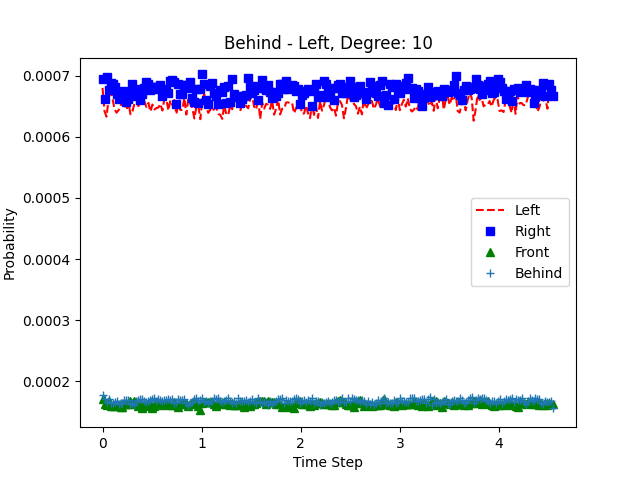 Behind - Left, Degree: 10
Probability
0.0007
0.0006
0.0005
0.0004
0.0003
0.0002
Left
Right
Front
Behind
0 1 2 3 4
Time Step